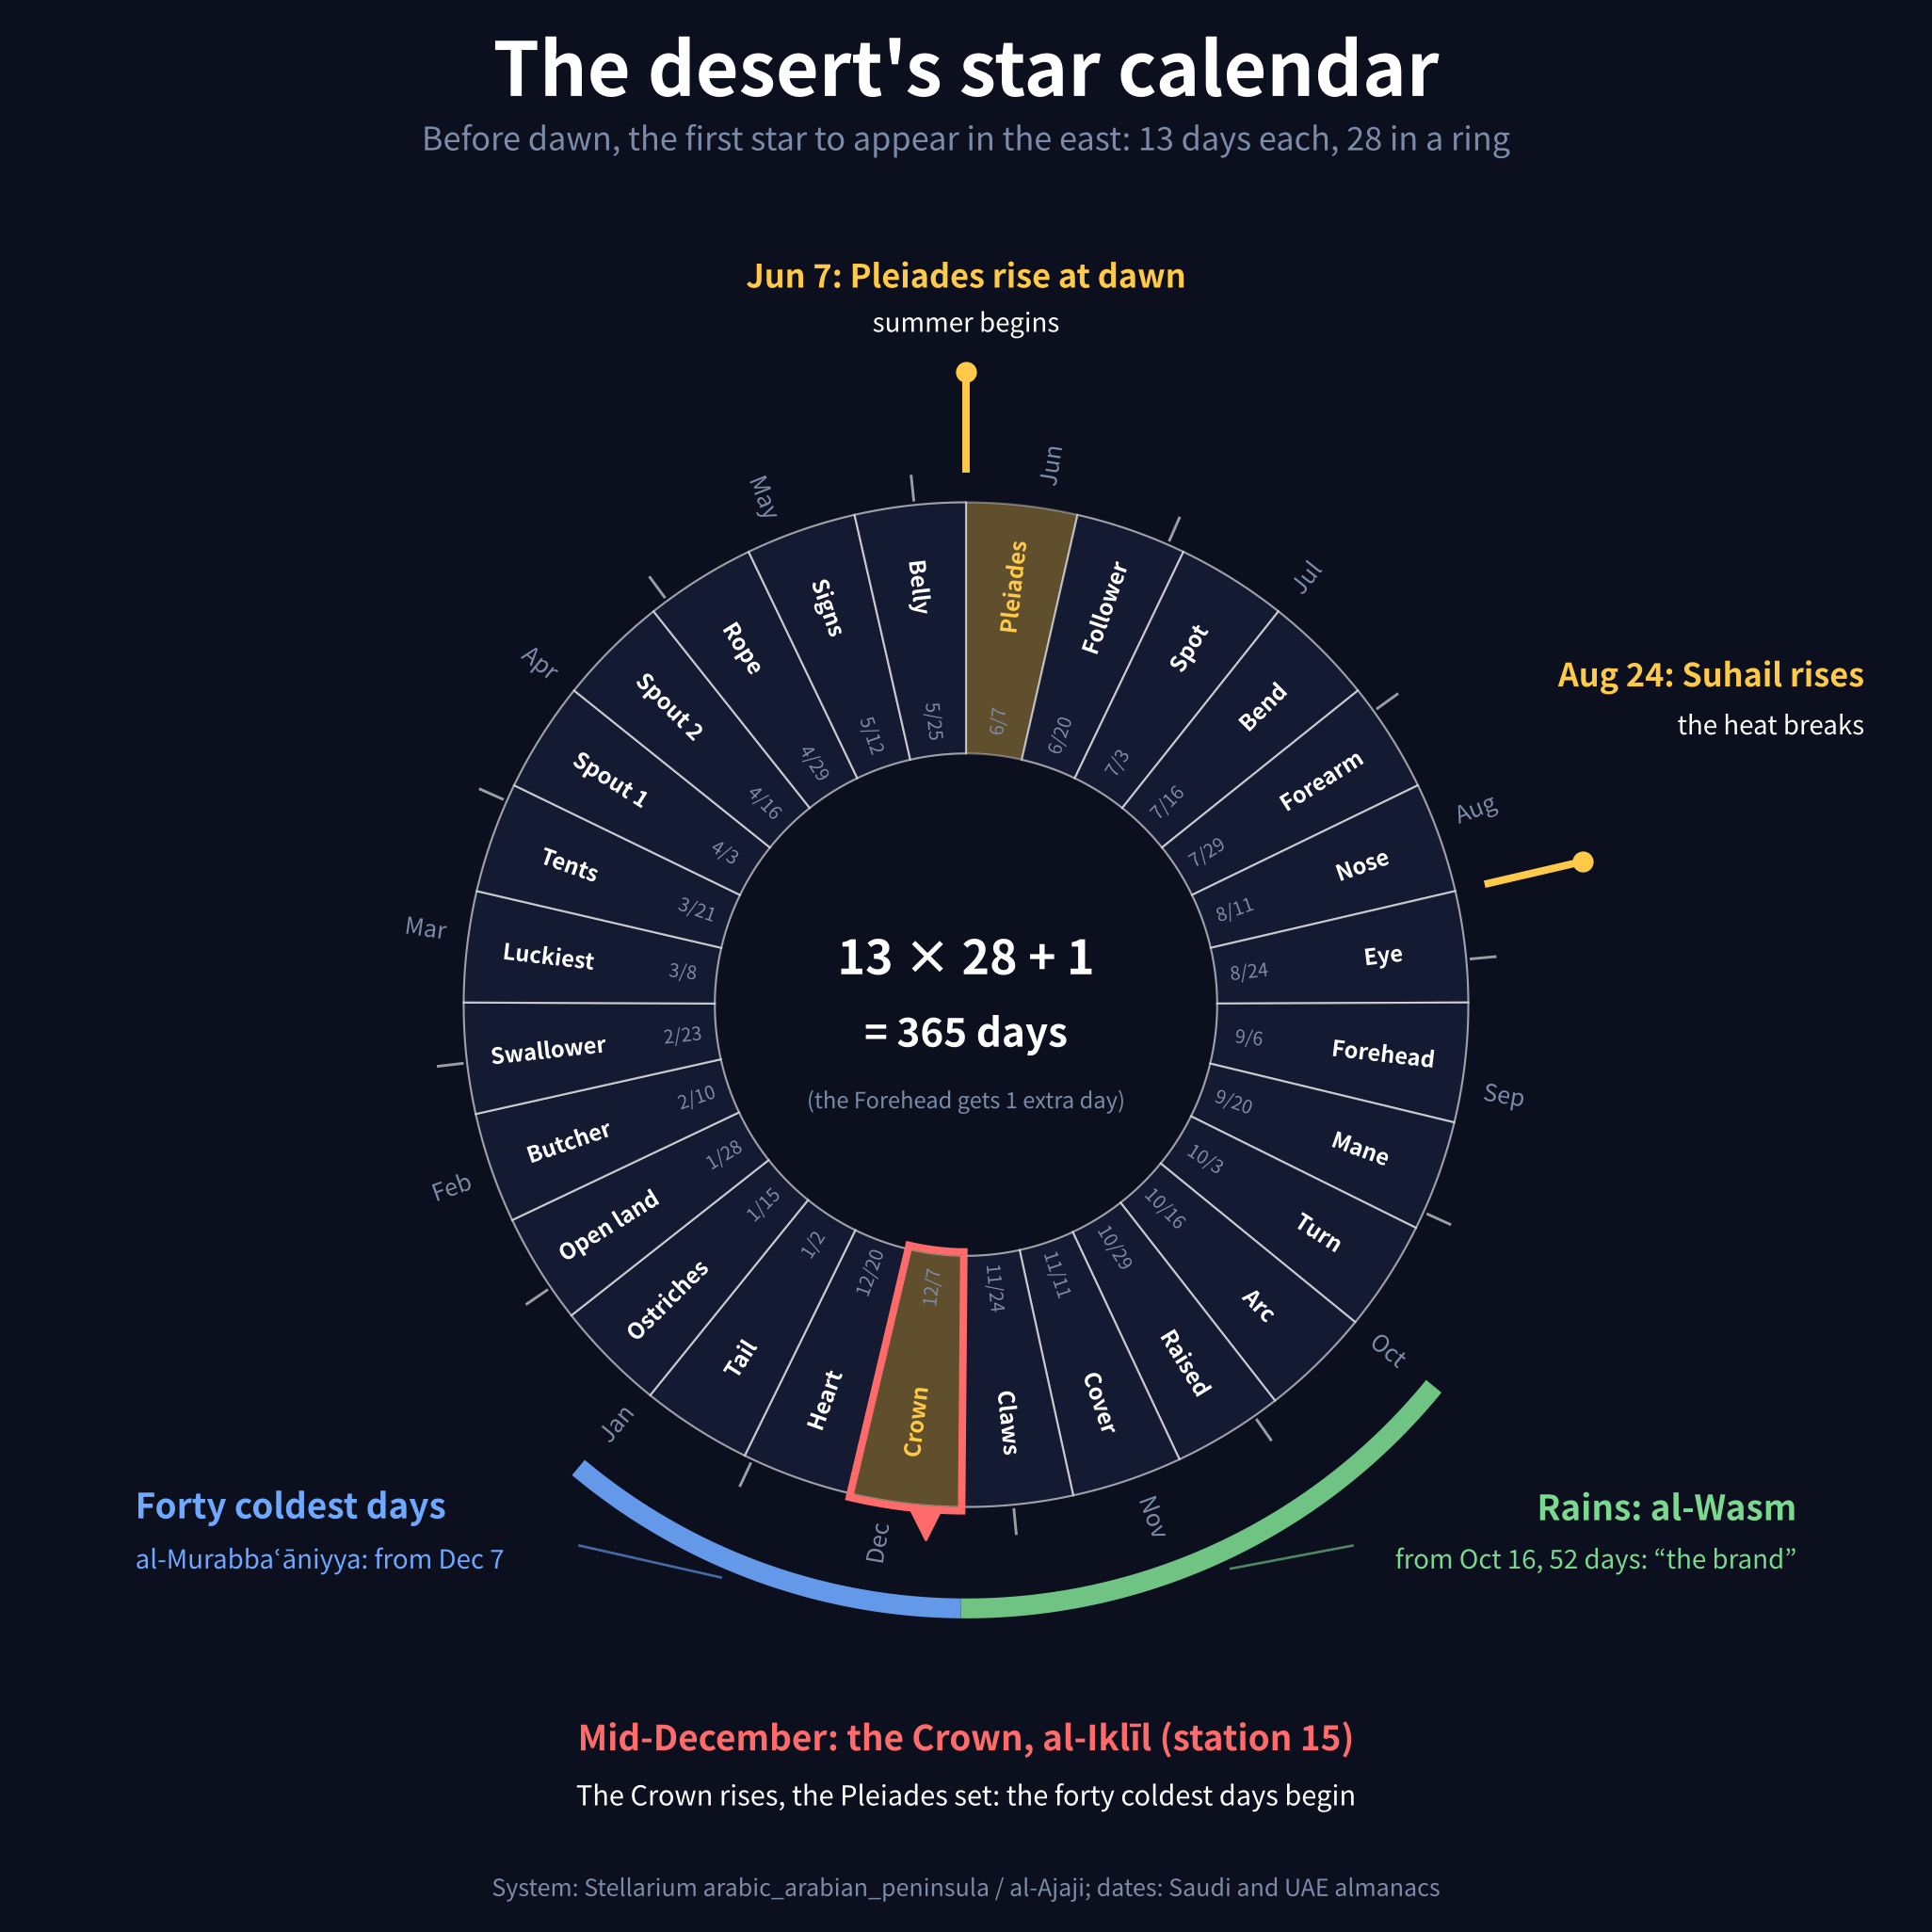 The desert's star calendar
Before dawn, the first star to appear in the east: 13 days each, 28 in a ring
Jun 7: Pleiades rise at dawn
summer begins
Aug 24: Suhail rises
the heat breaks
Jun
Jul
Aug
Sep
Oct
Nov
Dec
Jan
Feb
Mar
Apr
May
Pleiades 6/7
Follower 6/20
Spot 7/3
Bend 7/16
Forearm 7/29
Nose 8/11
Eye 8/24
Forehead 9/6
Mane 9/20
Turn 10/3
Arc 10/16
Raised 10/29
Cover 11/11
Claws 11/24
Crown 12/7
Heart 12/20
Tail 1/2
Ostriches 1/15
Open land 1/28
Butcher 2/10
Swallower 2/23
Luckiest 3/8
Tents 3/21
Spout 1 4/3
Spout 2 4/16
Rope 4/29
Signs 5/12
Belly 5/25
13 × 28 + 1
= 365 days
(the Forehead gets 1 extra day)
Forty coldest days
al-Murabbaʿāniyya: from Dec 7
Rains: al-Wasm
from Oct 16, 52 days: “the brand”
Mid-December: the Crown, al-Iklīl (station 15)
The Crown rises, the Pleiades set: the forty coldest days begin
System: Stellarium arabic_arabian_peninsula / al-Ajaji; dates: Saudi and UAE almanacs